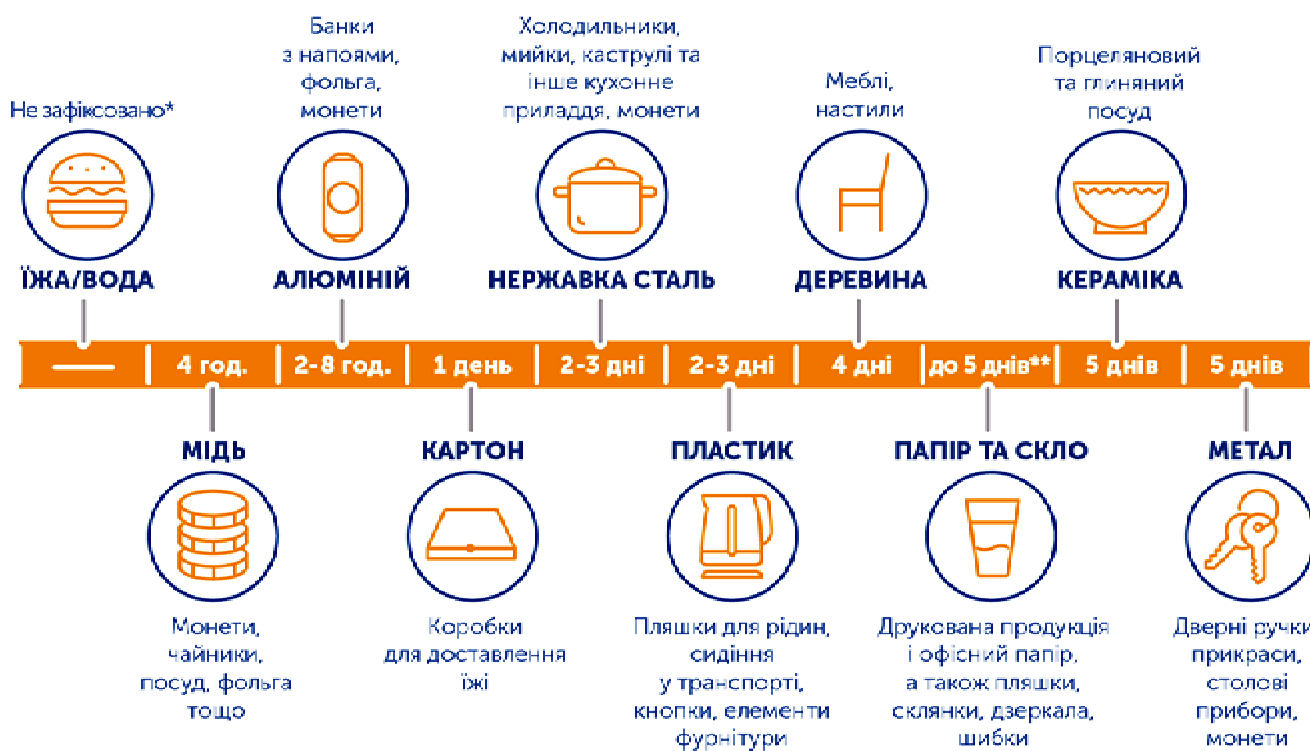 Не зафіксовано*
Банки
з напоями,
фольга,
монети
Холодильники,
мийки, каструлі та
інше кухонне
приладдя, монети
Меблі,
настили
Порцеляновий
та глиняний
посуд
ЇЖА/ВОДА
АЛЮМІНІЙ
НЕРЖАВКА СТАЛЬ
ДЕРЕВИНА
КЕРАМІКА
—
4 год.
2-8 год.
1 день
2-3 дні
2-3 дні
4 дні
до 5 днів**
5 днів
5 днів
МІДЬ
КАРТОН
ПЛАСТИК
ПАПІР ТА СКЛО
МЕТАЛ
Монети,
чайники,
посуд, фольга
тощо
Коробки
для доставлення
їжі
Пляшки для рідин,
сидіння
у транспорті,
кнопки, елементи
фурнітури
Друкована продукція
і офісний папір,
а також пляшки,
склянки, дзеркала,
шибки
Дверні ручки
прикраси,
столові
прибори,
монети